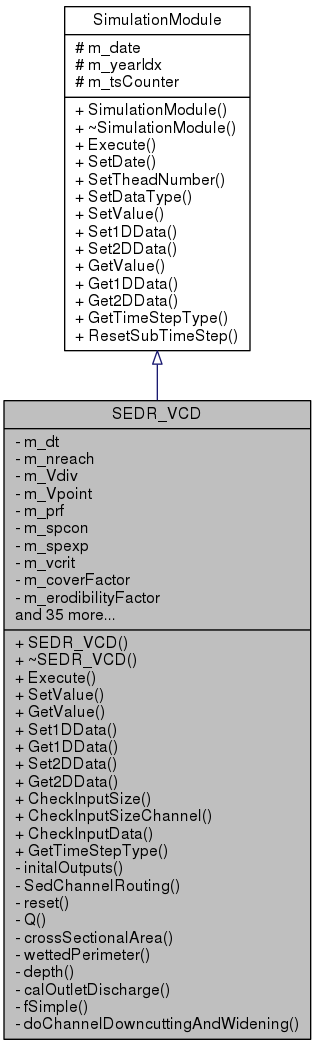 SimulationModule
# m_date
# m_yearIdx
# m_tsCounter
+ SimulationModule()
+ ~SimulationModule()
+ Execute()
+ SetDate()
+ SetTheadNumber()
+ SetDataType()
+ SetValue()
+ Set1DData()
+ Set2DData()
+ GetValue()
+ Get1DData()
+ Get2DData()
+ GetTimeStepType()
+ ResetSubTimeStep()
SEDR_VCD
- m_dt
- m_nreach
- m_Vdiv
- m_Vpoint
- m_prf
- m_spcon
- m_spexp
- m_vcrit
- m_coverFactor
- m_erodibilityFactor
and 35 more...
+ SEDR_VCD()
+ ~SEDR_VCD()
+ Execute()
+ SetValue()
+ GetValue()
+ Set1DData()
+ Get1DData()
+ Set2DData()
+ Get2DData()
+ CheckInputSize()
+ CheckInputSizeChannel()
+ CheckInputData()
+ GetTimeStepType()
- initalOutputs()
- SedChannelRouting()
- reset()
- Q()
- crossSectionalArea()
- wettedPerimeter()
- depth()
- calOutletDischarge()
- fSimple()
- doChannelDowncuttingAndWidening()